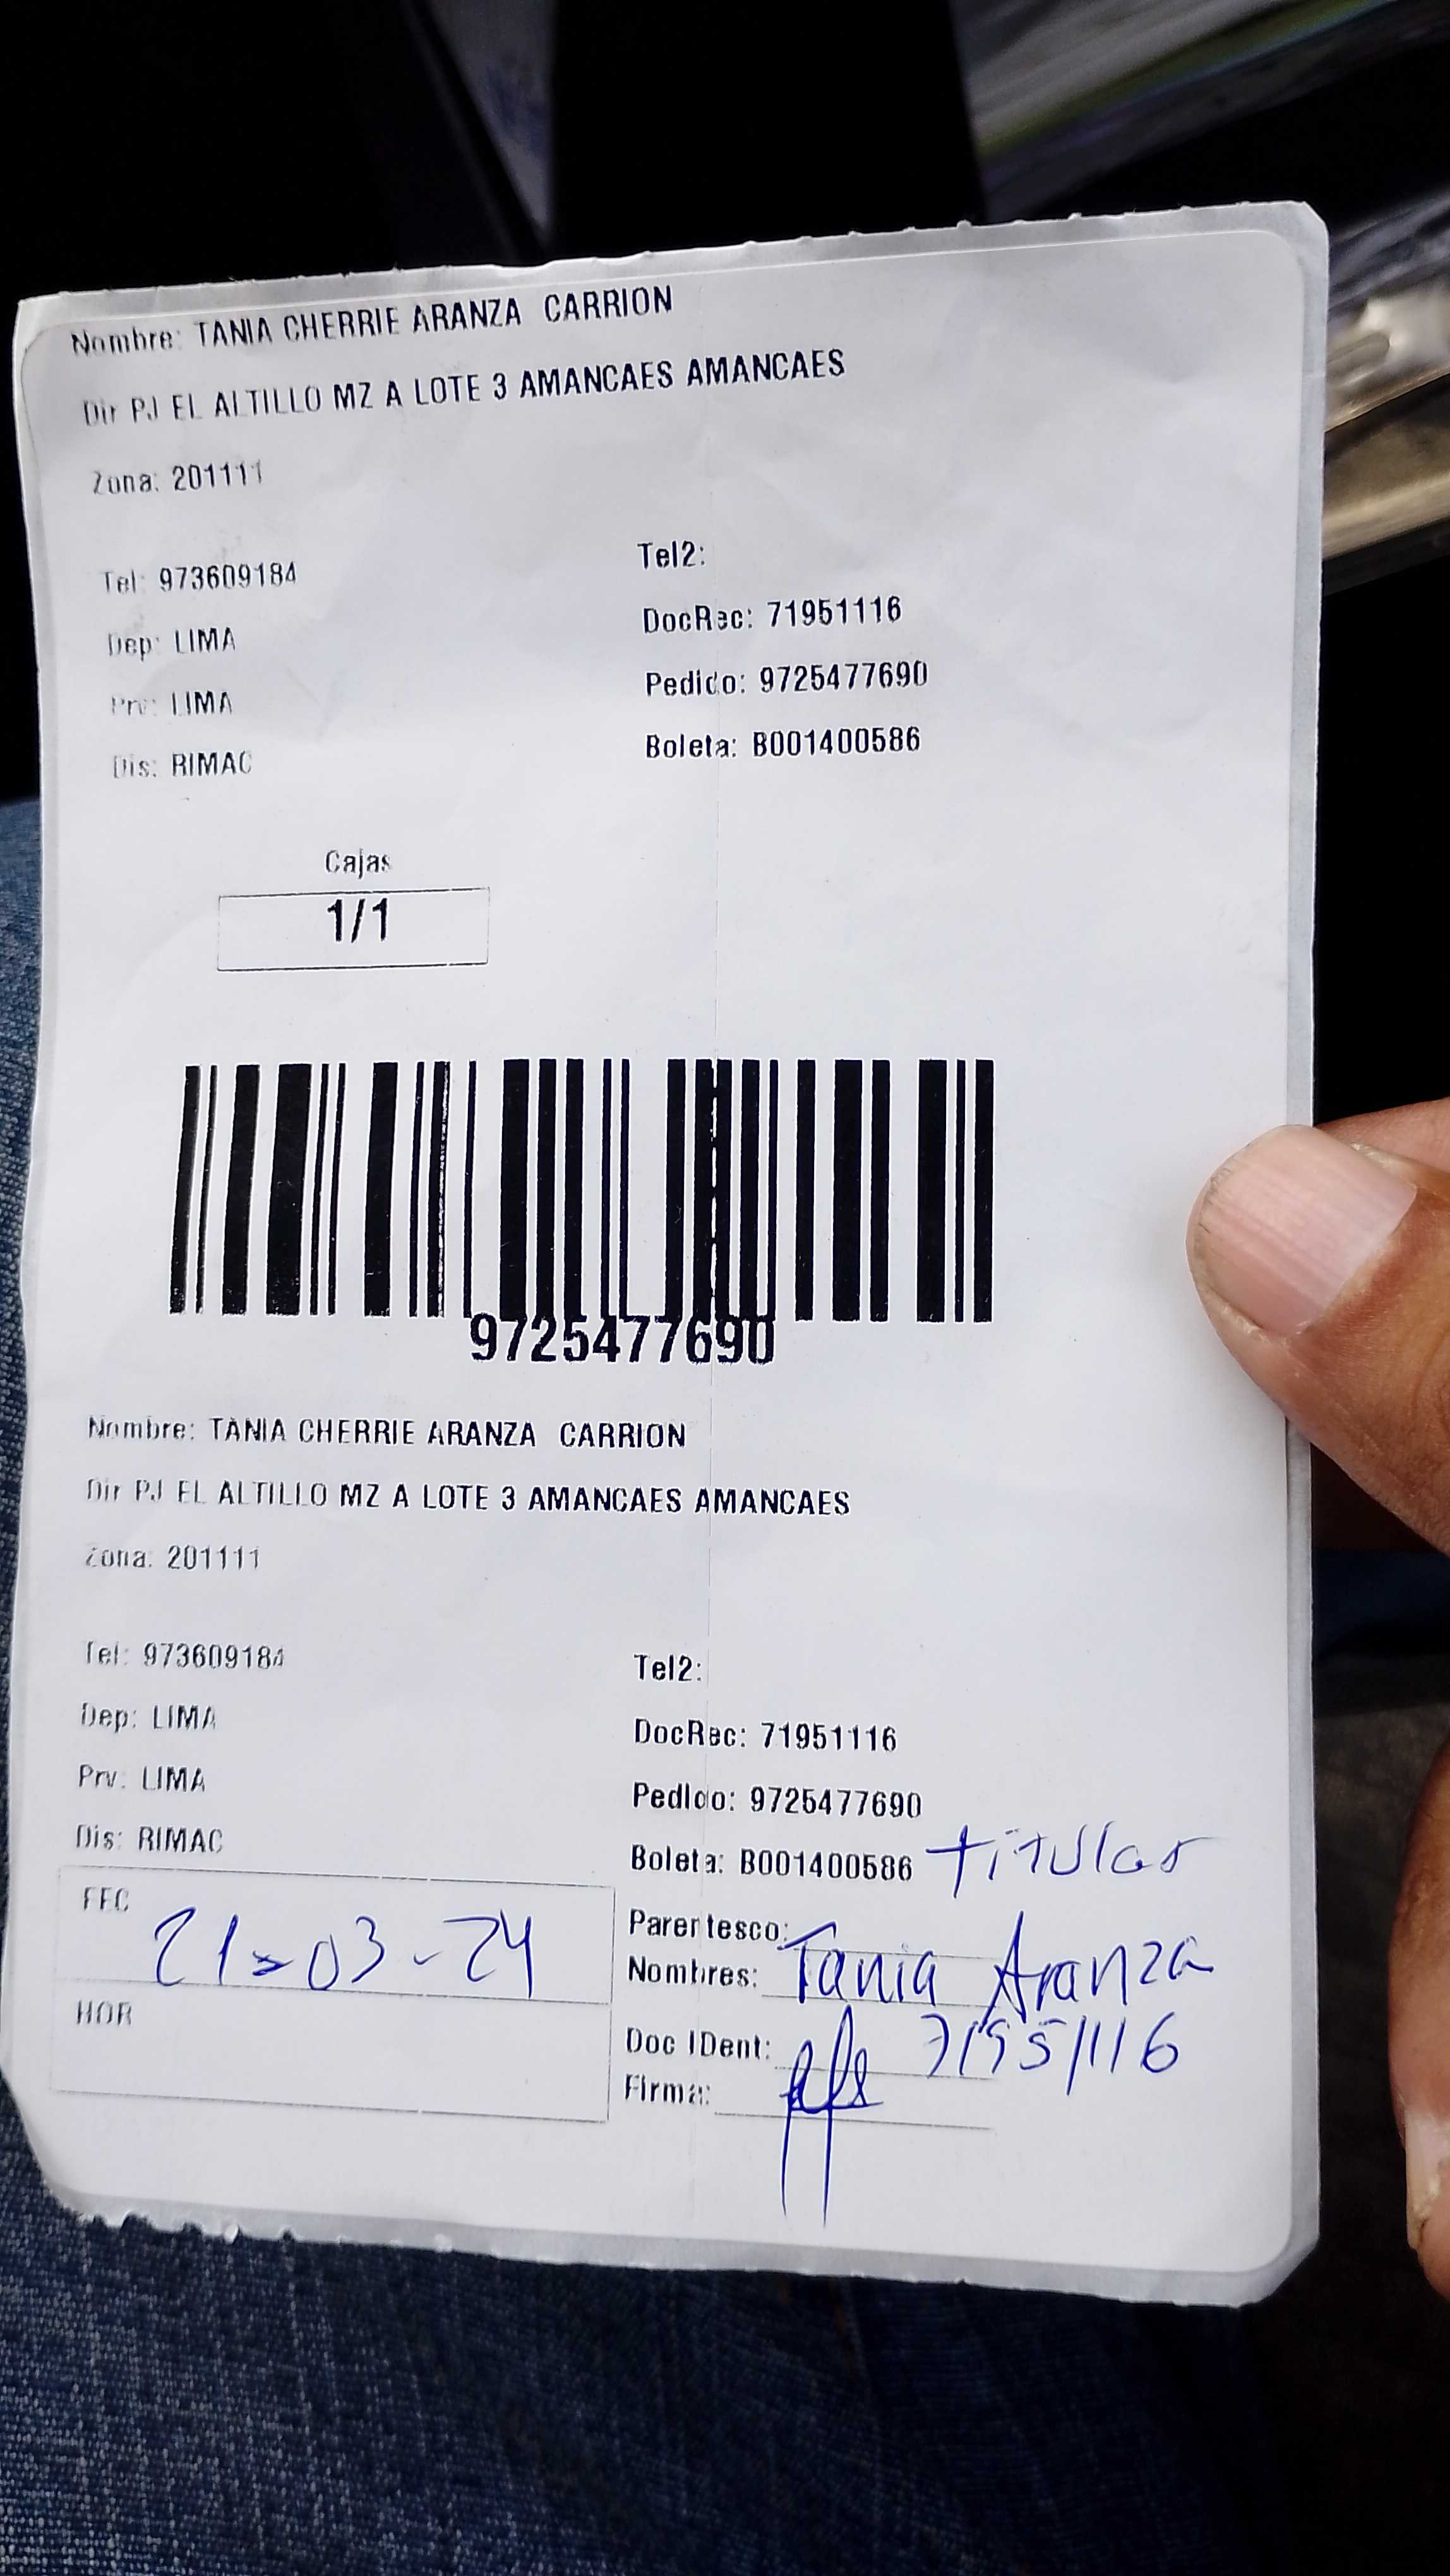 Nombre: TANIA CHERRIE ARANZA CARRION
Dir PJ EL ALTILLO MZ A LOTE 3 AMANCAES AMANCAES
Zona: 201111
Tel: 973609184
Tel2:
Dep: LIMA
DocRec: 71951116
Prv: LIMA
Pedido: 9725477690
Dis: RIMAC
Boleta: B001400586
Cajas
1/1
9725477690
Nombre: TANIA CHERRIE ARANZA CARRION
Dir PJ EL ALTILLO MZ A LOTE 3 AMANCAES AMANCAES
Zona: 201111
Tel: 973609184
Tel2:
Dep: LIMA
DocRec: 71951116
Prv: LIMA
Pedido: 9725477690
Dis: RIMAC
Boleta: B001400586 titular
FEC 21-03-24
Parentesco:
Nombres: Tania Aranza
HOR
Doc IDent: 71951116
Firma: